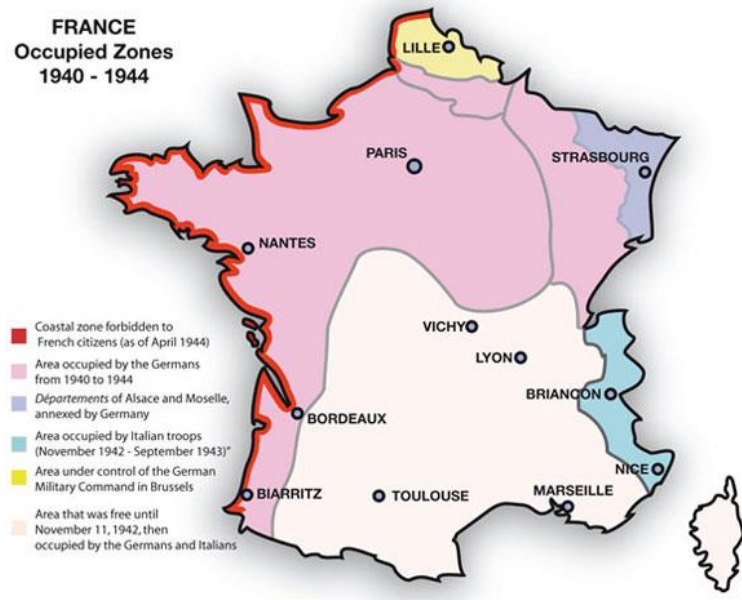 FRANCE
Occupied Zones
1940 - 1944
LILLE
PARIS
STRASBOURG
NANTES
VICHY
LYON
BRIANCON
BORDEAUX
NICE
BIARRITZ
TOULOUSE
MARSEILLE
Coastal zone forbidden to
French citizens (as of April 1944)
Area occupied by the Germans
from 1940 to 1944
Départements of Alsace and Moselle,
annexed by Germany
Area occupied by Italian troops
(November 1942 - September 1943)"
Area under control of the German
Military Command in Brussels
Area that was free until
November 11, 1942, then
occupied by the Germans and Italians